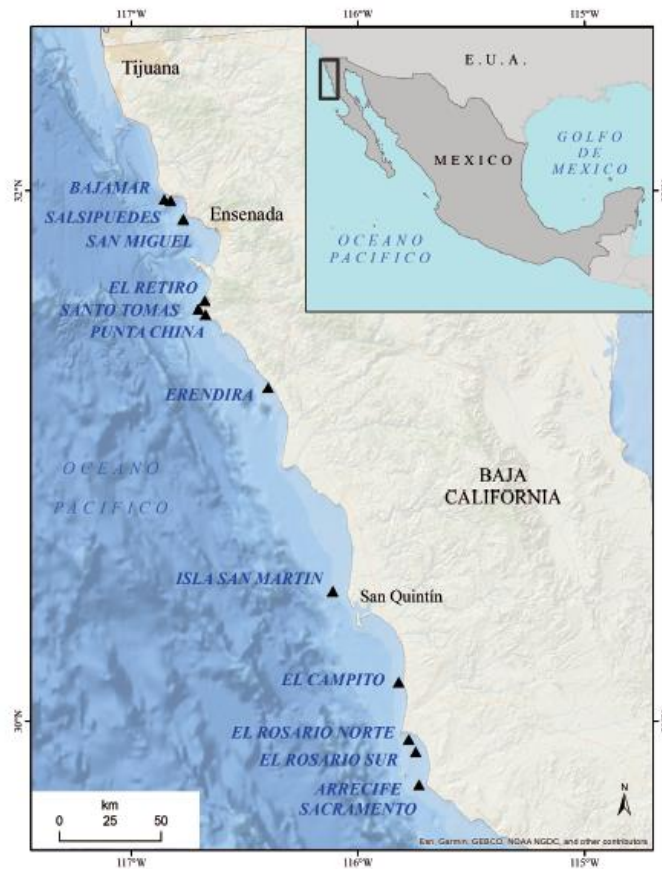 117°W
116°W
115°W
Tijuana
E. U. A.
GOLFO
DE
MEXICO
MEXICO
OCEANO
PACIFICO
32°N
BAJAMAR
SALSIPUEDES
Ensenada
SAN MIGUEL
EL RETIRO
SANTO TOMAS
PUNTA CHINA
ERENDIRA
OCEANO
PACIFICO
BAJA
CALIFORNIA
ISLA SAN MARTIN
San Quintín
EL CAMPITO
30°N
30°N
EL ROSARIO NORTE
EL ROSARIO SUR
ARRECIFE
SACRAMENTO
km
0 25 50
N
Esri, Garmin, GEBCO, NOAA NGDC, and other contributors
117°W
116°W
115°W